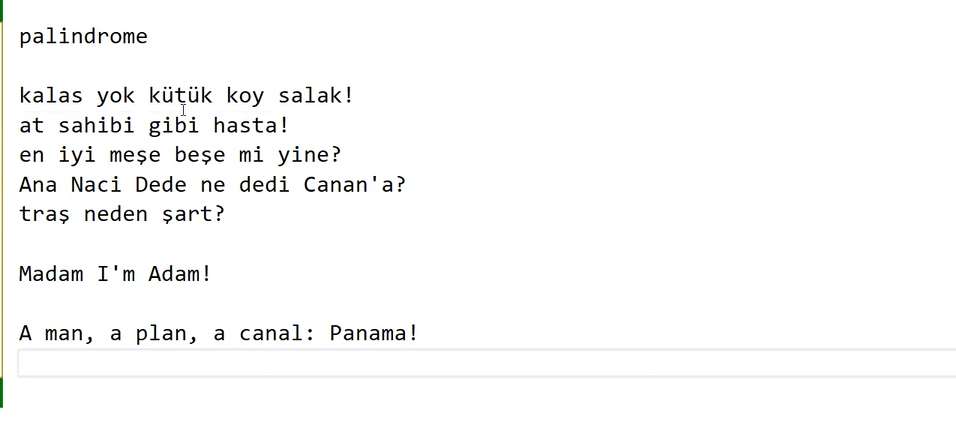 palindrome
kalas yok kütük koy salak!
at sahibi gibi hasta!
en iyi meşe beşe mi yine?
Ana Naci Dede ne dedi Canan'a?
traş neden şart?
Madam I'm Adam!
A man, a plan, a canal: Panama!